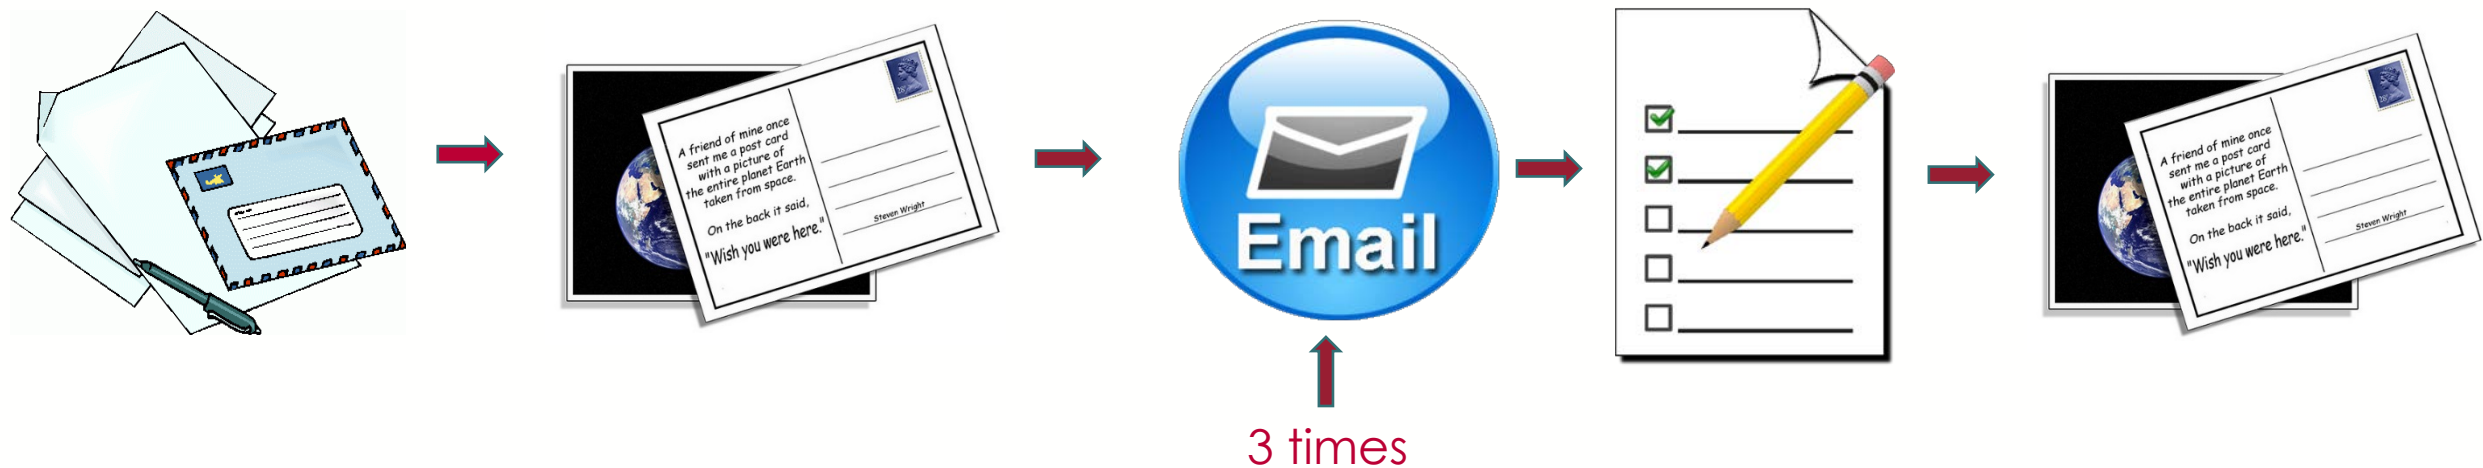 A friend of mine once
sent me a post card
with a picture of
the entire planet Earth
taken from space.
On the back it said,
"Wish you were here."
Steven Wright
Email
3 times
A friend of mine once
sent me a post card
with a picture of
the entire planet Earth
taken from space.
On the back it said,
"Wish you were here."
Steven Wright